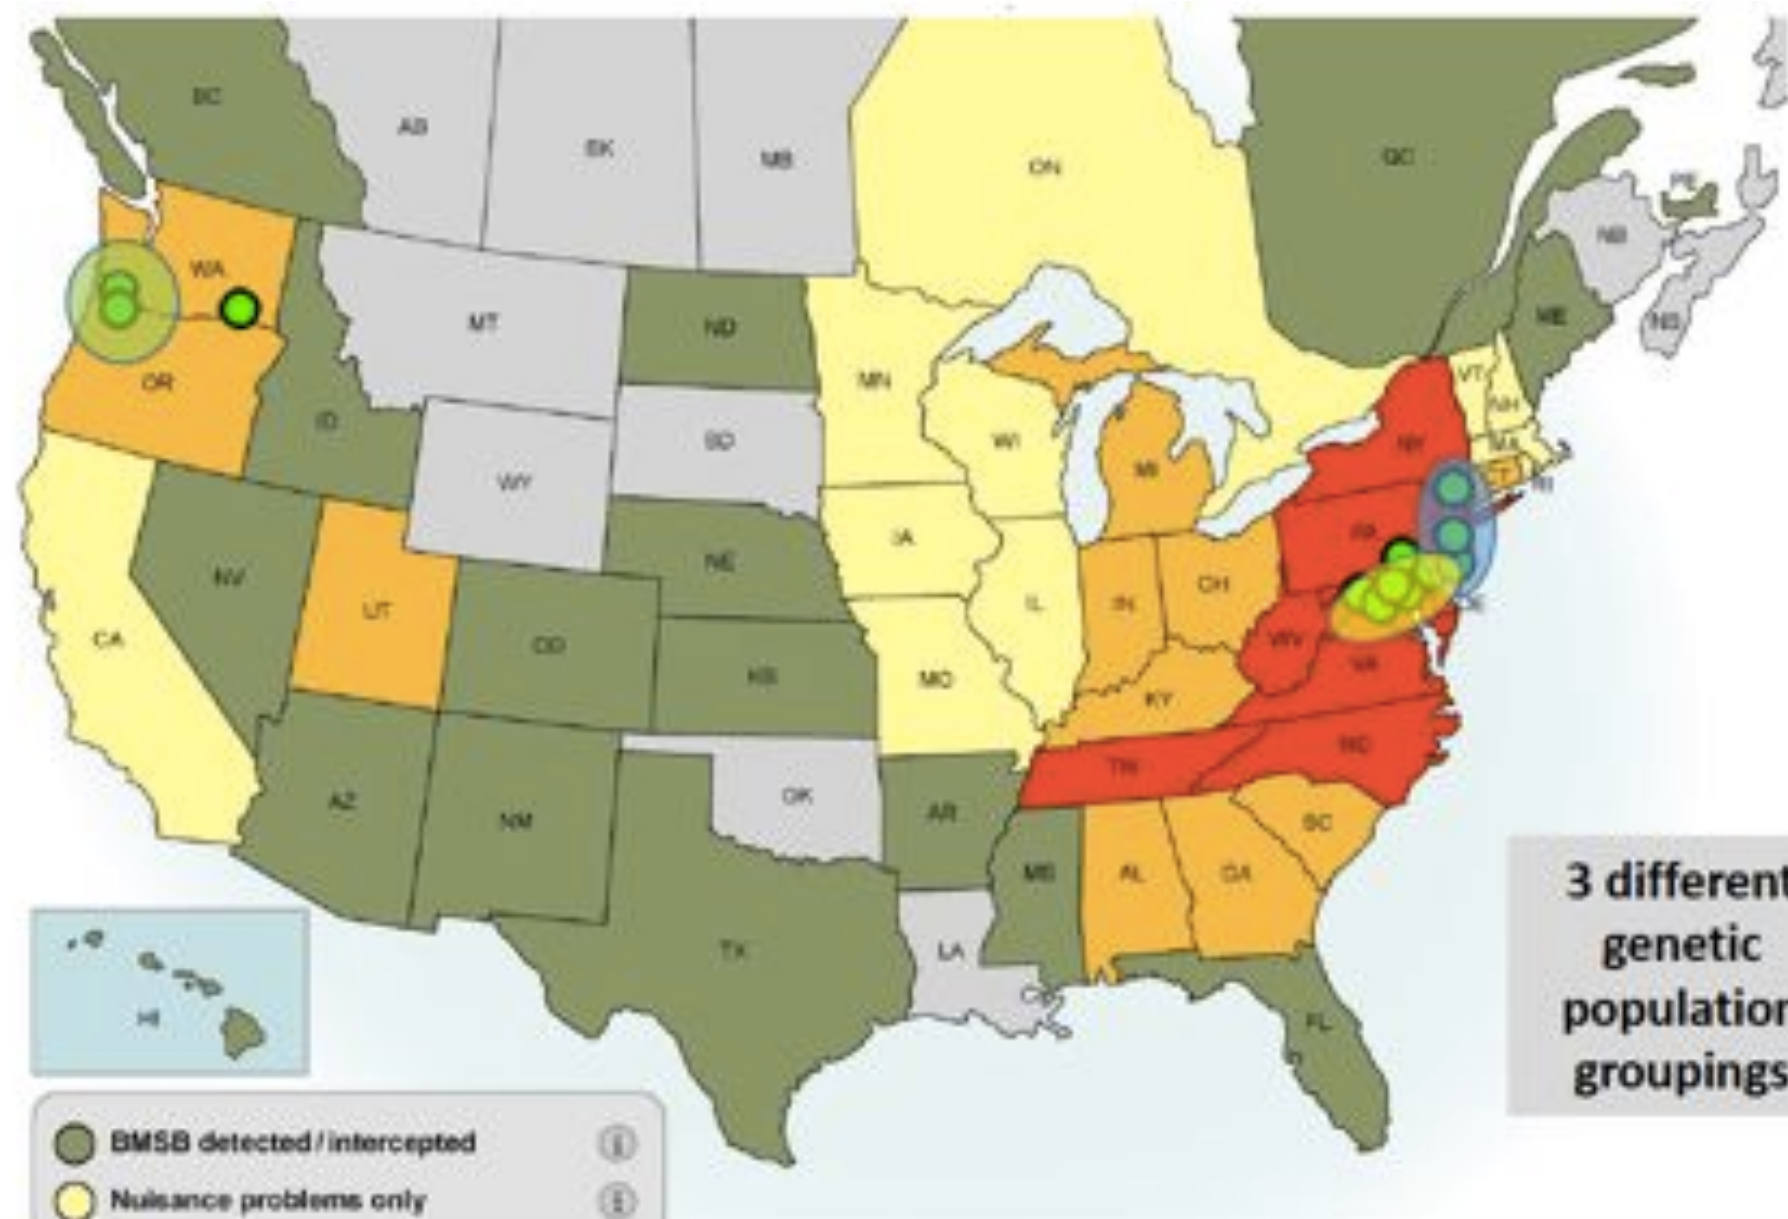 BC
AB
SK
MB
ON
QC
PE
NB
NS
WA
MT
ND
MN
ME
OR
ID
SD
WI
MI
VT
NH
NY
MA
CT
RI
WY
IA
NE
PA
NV
UT
CO
IL
IN
OH
DE
CA
KS
MO
WV
VA
KY
AZ
NM
OK
AR
TN
NC
SC
MS
AL
GA
TX
LA
HI
FL
3 different
genetic
population
groupings
BMSB detected/intercepted
Nuisance problems only